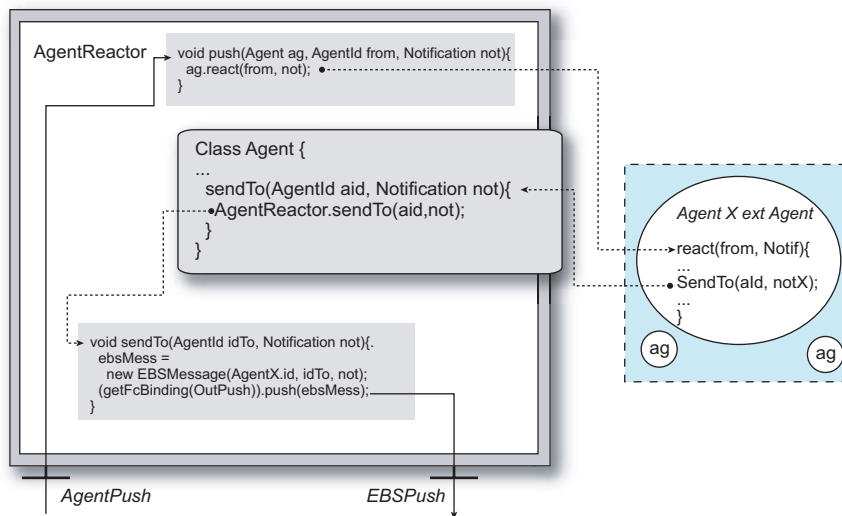 AgentReactor
void push(Agent ag, AgentId from, Notification not){
ag.react(from, not);
}
Class Agent {
...
sendTo(AgentId aid, Notification not){
AgentReactor.sendTo(aid,not);
}
}
Agent X ext Agent
react(from, Notif){
...
SendTo(aId, notX);
...
}
ag
ag
void sendTo(AgentId idTo, Notification not){.
ebsMess =
new EBSMessage(AgentX.id, idTo, not);
(getFcBinding(OutPush)).push(ebsMess);
}
AgentPush
EBSPush